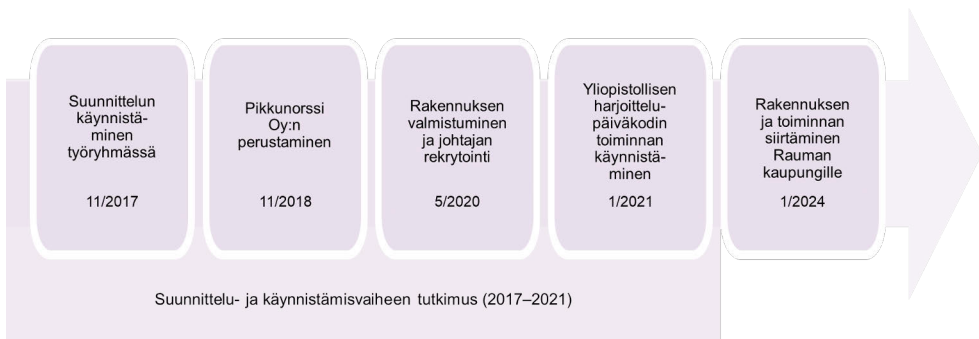 Suunnittelun
käynnistä-
minen
työryhmässä
11/2017
Pikkunorssi
Oy:n
perustaminen
11/2018
Rakennuksen
valmistuminen
ja johtajan
rekrytointi
5/2020
Yliopistollisen
harjoittelu-
päiväkodin
toiminnan
käynnistä-
minen
1/2021
Rakennuksen
ja toiminnan
siirtäminen
Rauman
kaupungille
1/2024
Suunnittelu- ja käynnistämisvaiheen tutkimus (2017–2021)